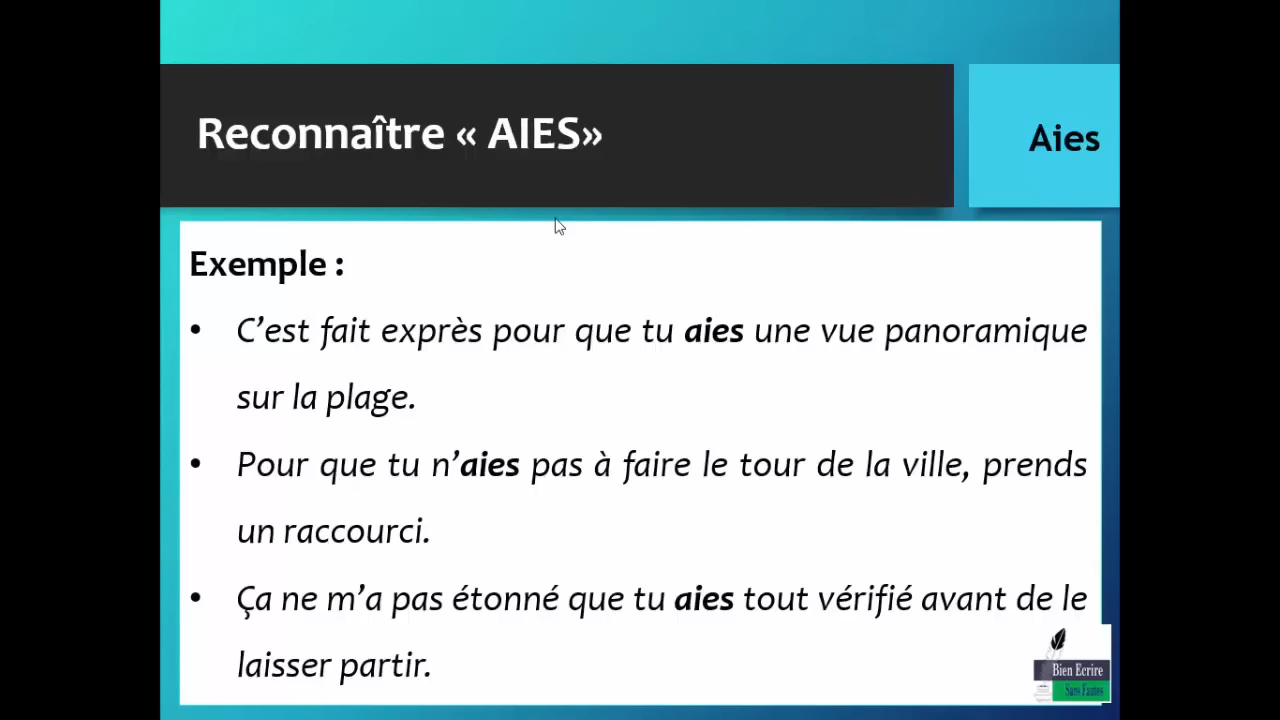 Reconnaître « AIES»
Aies
Exemple :
• C’est fait exprès pour que tu aies une vue panoramique
sur la plage.
• Pour que tu n’aies pas à faire le tour de la ville, prends
un raccourci.
• Ça ne m’a pas étonné que tu aies tout vérifié avant de le
laisser partir.
Bien Ecrire
Sans Fautes